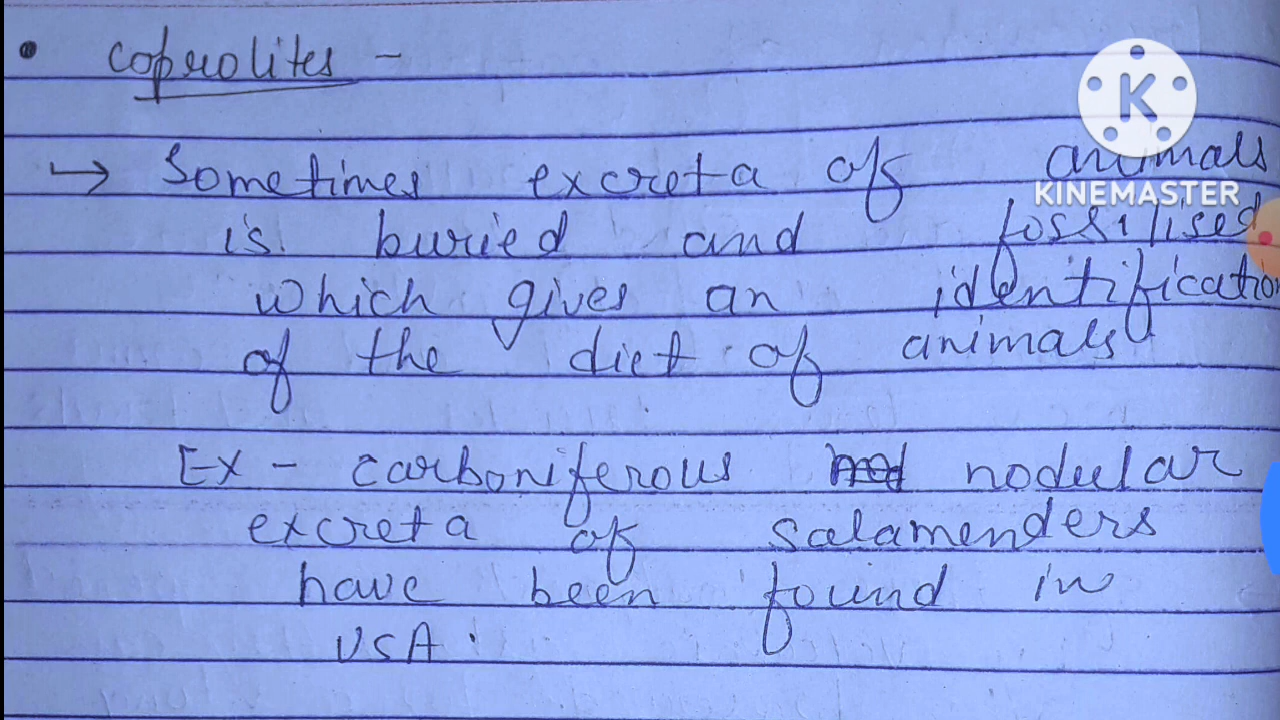 • coprolites -
→ Sometimes excreta of animals
is buried and fossilised
which gives an identification
of the diet of animals
Ex - carboniferous nodular
excreta of salamenders
have been found in
USA.
K
KINEMASTER